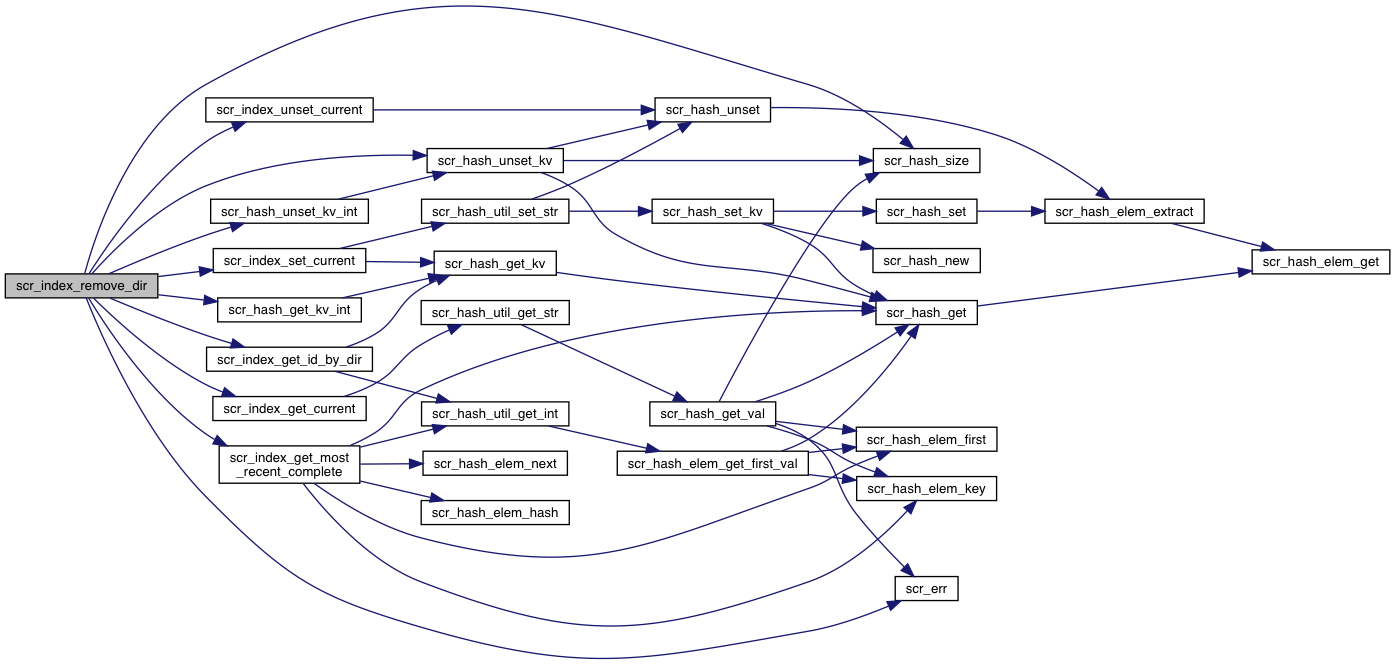 scr_index_remove_dir
scr_index_unset_current
scr_hash_unset_kv_int
scr_index_set_current
scr_hash_get_kv_int
scr_index_get_id_by_dir
scr_index_get_current
scr_index_get_most
_recent_complete
scr_hash_unset_kv
scr_hash_util_set_str
scr_hash_get_kv
scr_hash_util_get_str
scr_hash_util_get_int
scr_hash_elem_next
scr_hash_elem_hash
scr_hash_unset
scr_hash_set_kv
scr_hash_get_val
scr_hash_elem_get_first_val
scr_hash_size
scr_hash_set
scr_hash_new
scr_hash_get
scr_hash_elem_first
scr_hash_elem_key
scr_err
scr_hash_elem_extract
scr_hash_elem_get